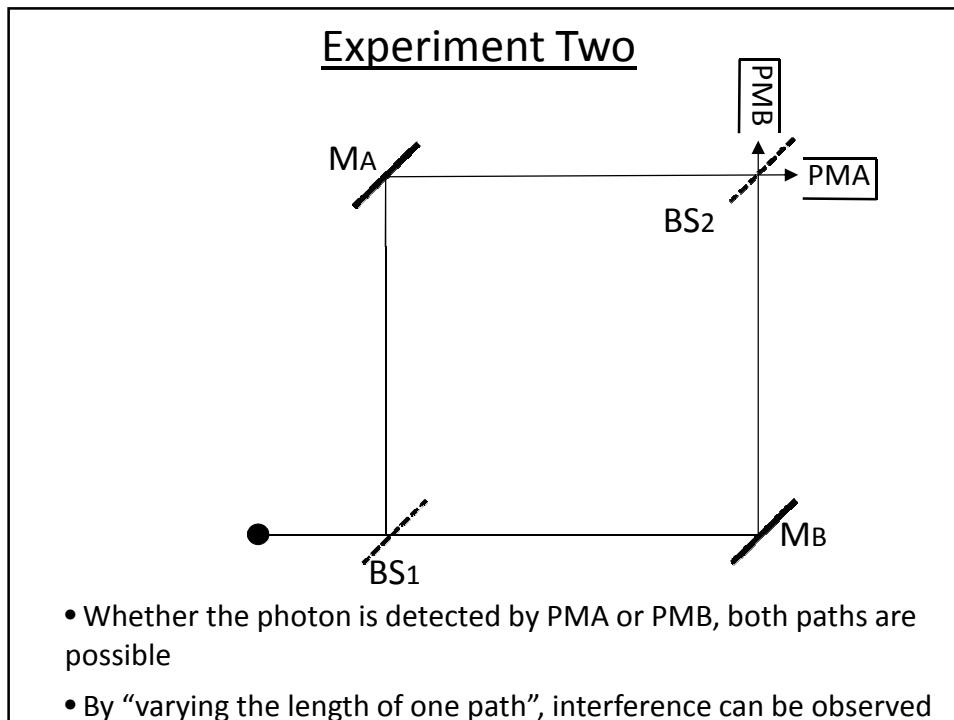 Experiment Two
PMB
MA
PMA
BS2
MB
BS1
• Whether the photon is detected by PMA or PMB, both paths are
possible
• By “varying the length of one path”, interference can be observed